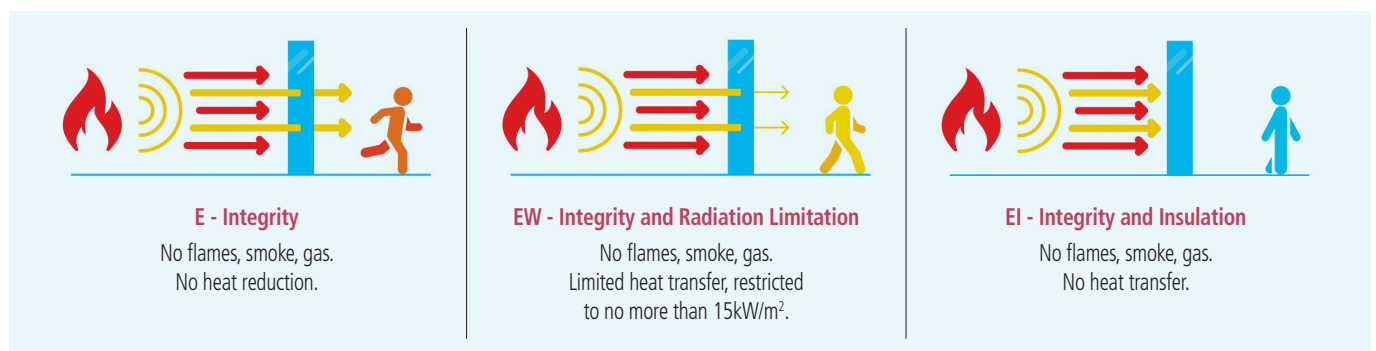 E - Integrity
No flames, smoke, gas.
No heat reduction.
EW - Integrity and Radiation Limitation
No flames, smoke, gas.
Limited heat transfer, restricted
to no more than 15kW/m².
EI - Integrity and Insulation
No flames, smoke, gas.
No heat transfer.